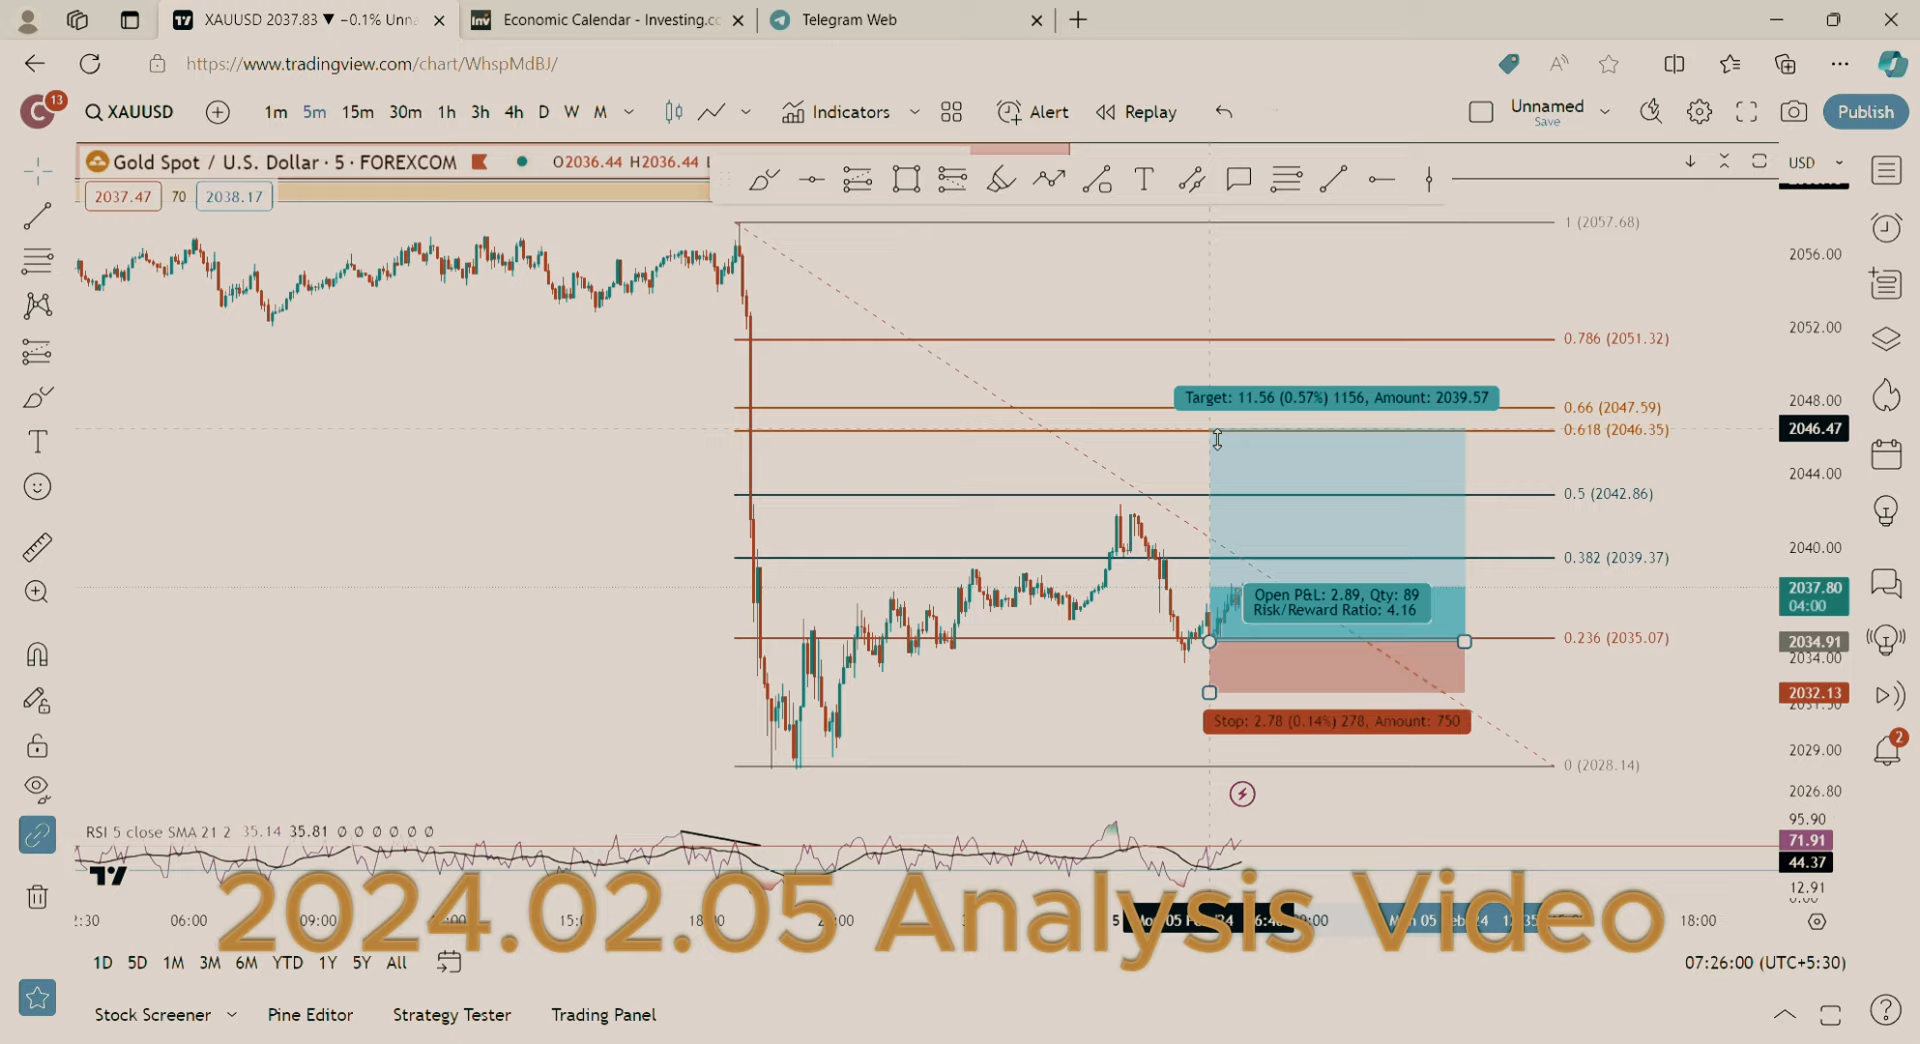 XAUUSD 2037.83 ▼ −0.1% Unna
Economic Calendar - Investing.co
Telegram Web
https://www.tradingview.com/chart/WhspMdBJ/
C 13
XAUUSD
1m 5m 15m 30m 1h 3h 4h D W M
Indicators
Alert
Replay
Unnamed
Save
Publish
Gold Spot / U.S. Dollar · 5 · FOREXCOM
O2036.44 H2036.44 L
USD
2037.47 70 2038.17
1 (2057.68)
2056.00
2052.00
0.786 (2051.32)
Target: 11.56 (0.57%) 1156, Amount: 2039.57
2048.00
0.66 (2047.59)
0.618 (2046.35)
2046.47
2044.00
0.5 (2042.86)
2040.00
0.382 (2039.37)
2037.80
04:00
Open P&L: 2.89, Qty: 89
Risk/Reward Ratio: 4.16
0.236 (2035.07)
2034.91
2034.00
2032.13
Stop: 2.78 (0.14%) 278, Amount: 750
2
2029.00
0 (2028.14)
2026.80
95.90
RSI 5 close SMA 21 2 35.14 35.81 ∅ ∅ ∅ ∅ ∅ ∅
71.91
44.37
12.91
0.00
2024.02.05 Analysis Video
06:00 09:00 18:00 5 18:00
1D 5D 1M 3M 6M YTD 1Y 5Y All
07:26:00 (UTC+5:30)
Stock Screener
Pine Editor
Strategy Tester
Trading Panel